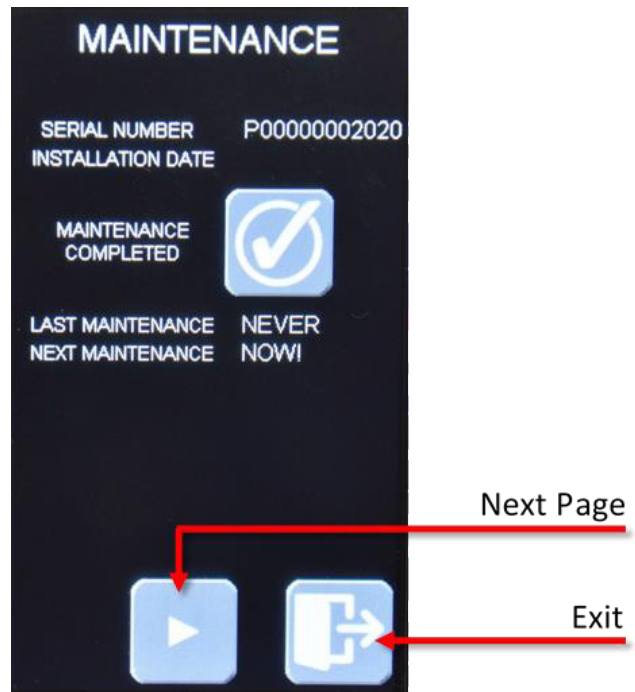 MAINTENANCE
SERIAL NUMBER P00000002020
INSTALLATION DATE
MAINTENANCE
COMPLETED
LAST MAINTENANCE NEVER
NEXT MAINTENANCE NOW!
Next Page
Exit